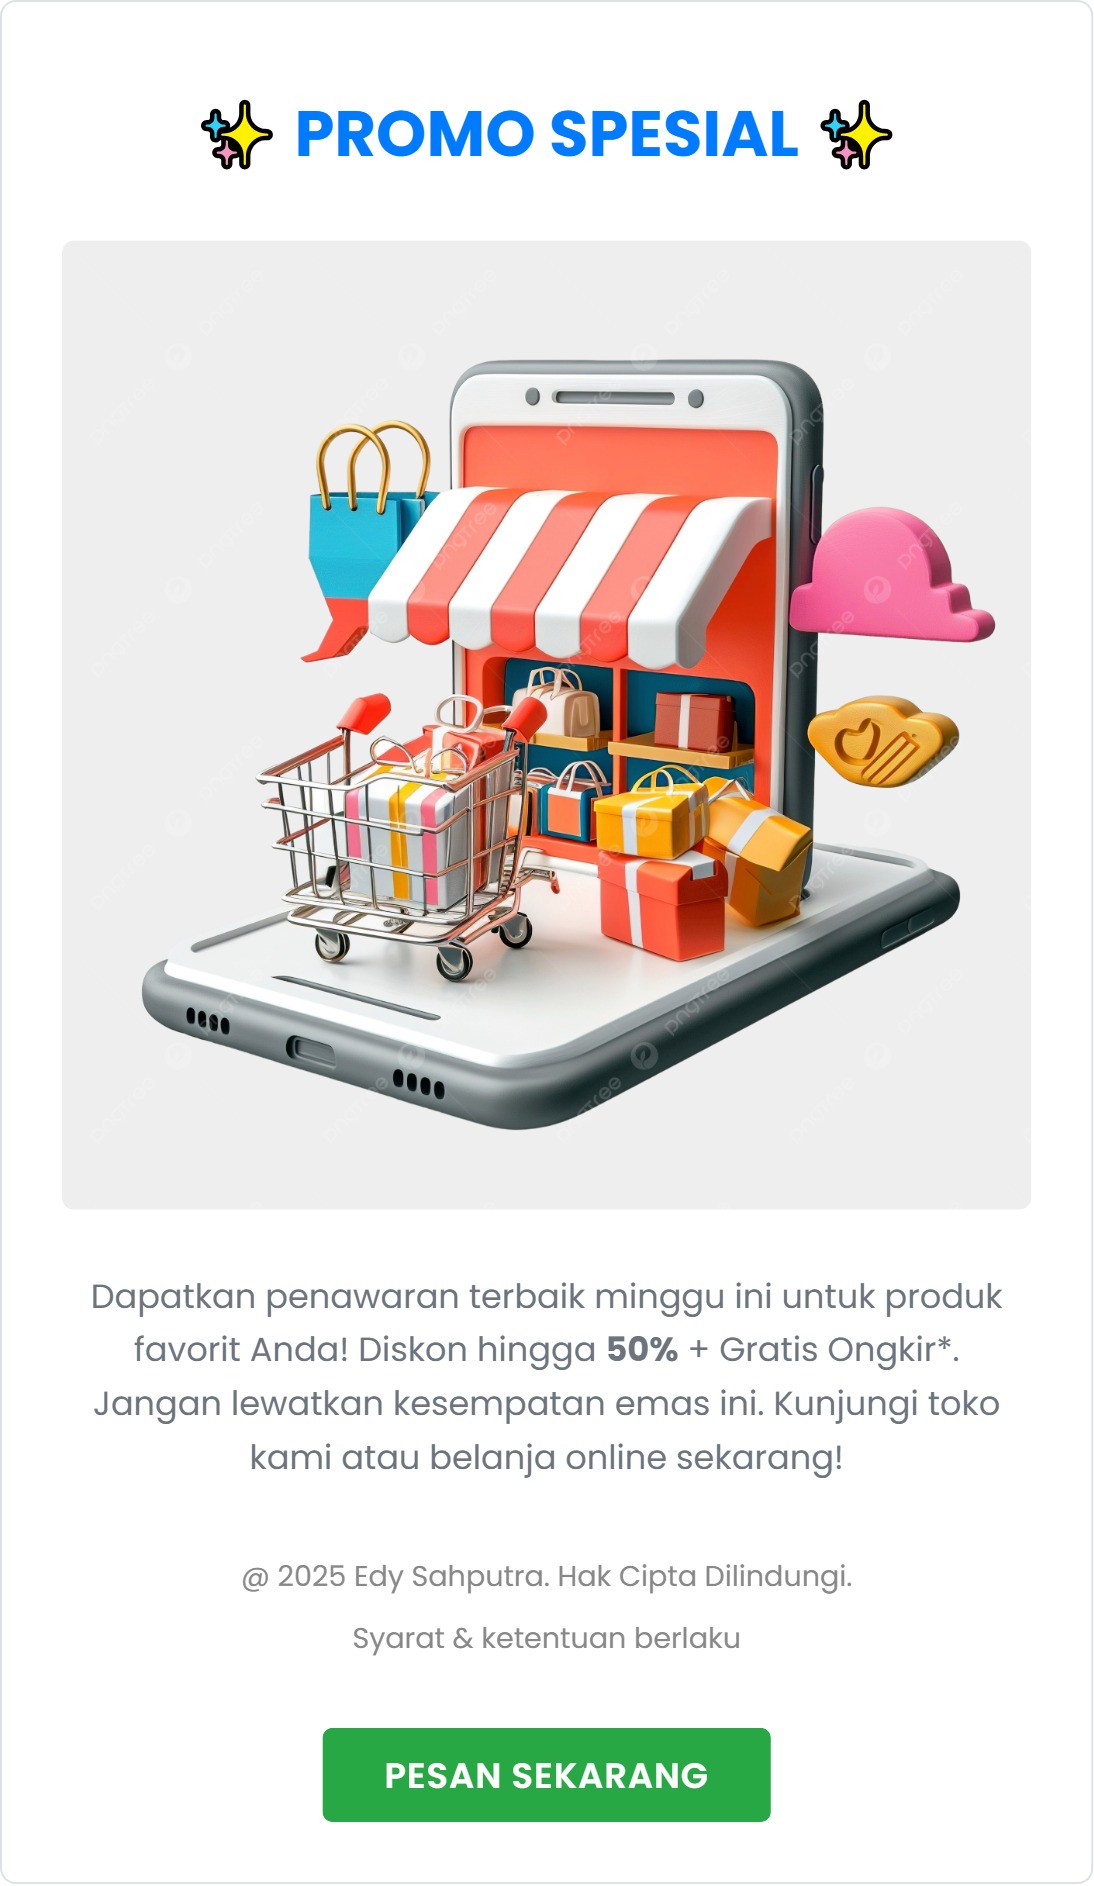 ✨ PROMO SPESIAL ✨
pngtree
Dapatkan penawaran terbaik minggu ini untuk produk
favorit Anda! Diskon hingga 50% + Gratis Ongkir*.
Jangan lewatkan kesempatan emas ini. Kunjungi toko
kami atau belanja online sekarang!
@ 2025 Edy Sahputra. Hak Cipta Dilindungi.
Syarat & ketentuan berlaku
PESAN SEKARANG